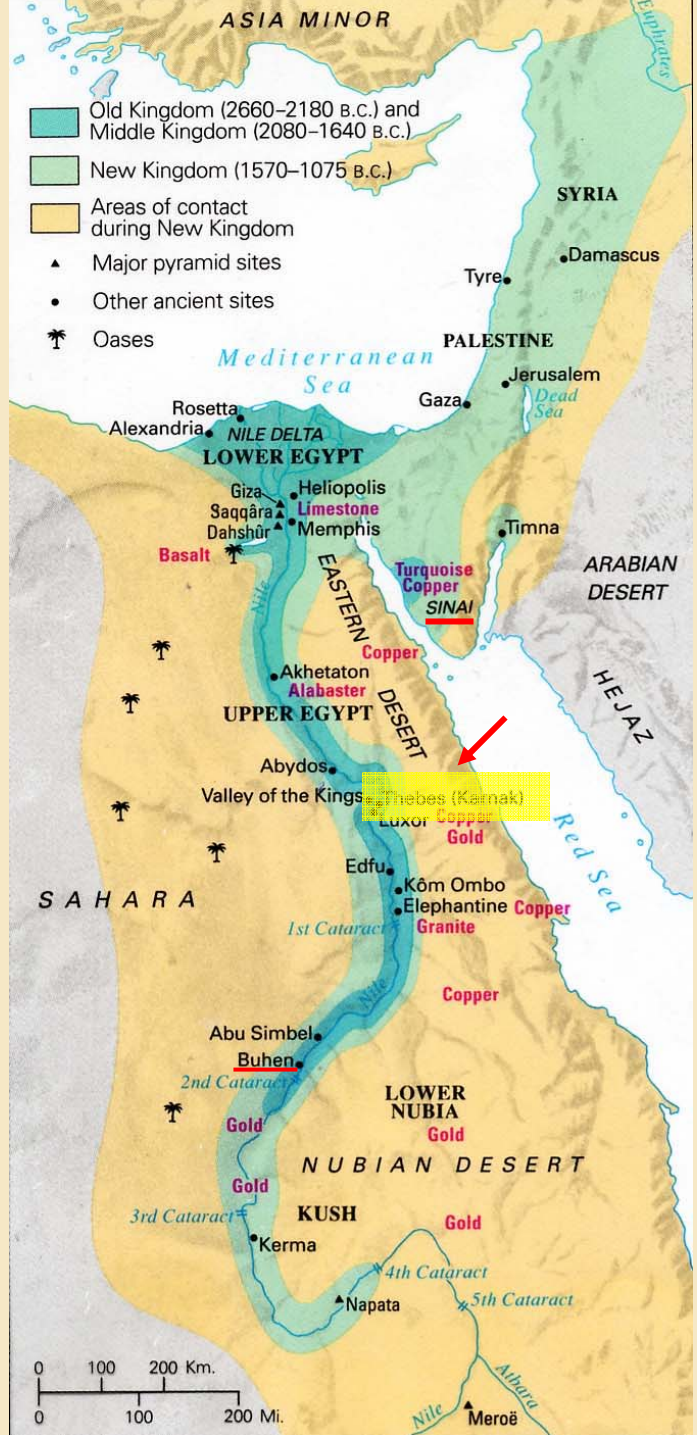 ASIA MINOR
Euphrates
Old Kingdom (2660–2180 B.C.) and
Middle Kingdom (2080–1640 B.C.)
New Kingdom (1570–1075 B.C.)
Areas of contact
during New Kingdom
Major pyramid sites
Other ancient sites
Oases
SYRIA
Damascus
Tyre
PALESTINE
Mediterranean
Sea
Jerusalem
Dead
Sea
Gaza
Rosetta
Alexandria
NILE DELTA
LOWER EGYPT
Giza
Heliopolis
Saqqâra
Limestone
Dahshûr
Memphis
Timna
Basalt
Nile
EASTERN
DESERT
Turquoise
Copper
SINAI
ARABIAN
DESERT
Copper
HEJAZ
Akhetaton
Alabaster
UPPER EGYPT
Abydos
Valley of the Kings
Thebes (Karnak)
Luxor
Copper
Gold
Red Sea
Edfu
Kôm Ombo
SAHARA
Elephantine
Copper
1st Cataract
Granite
Nile
Copper
Abu Simbel
Buhen
2nd Cataract
LOWER
NUBIA
Gold
Gold
NUBIAN DESERT
Gold
3rd Cataract
KUSH
Gold
Kerma
4th Cataract
Napata
5th Cataract
0 100 200 Km.
0 100 200 Mi.
Nile
Atbara
Meroë